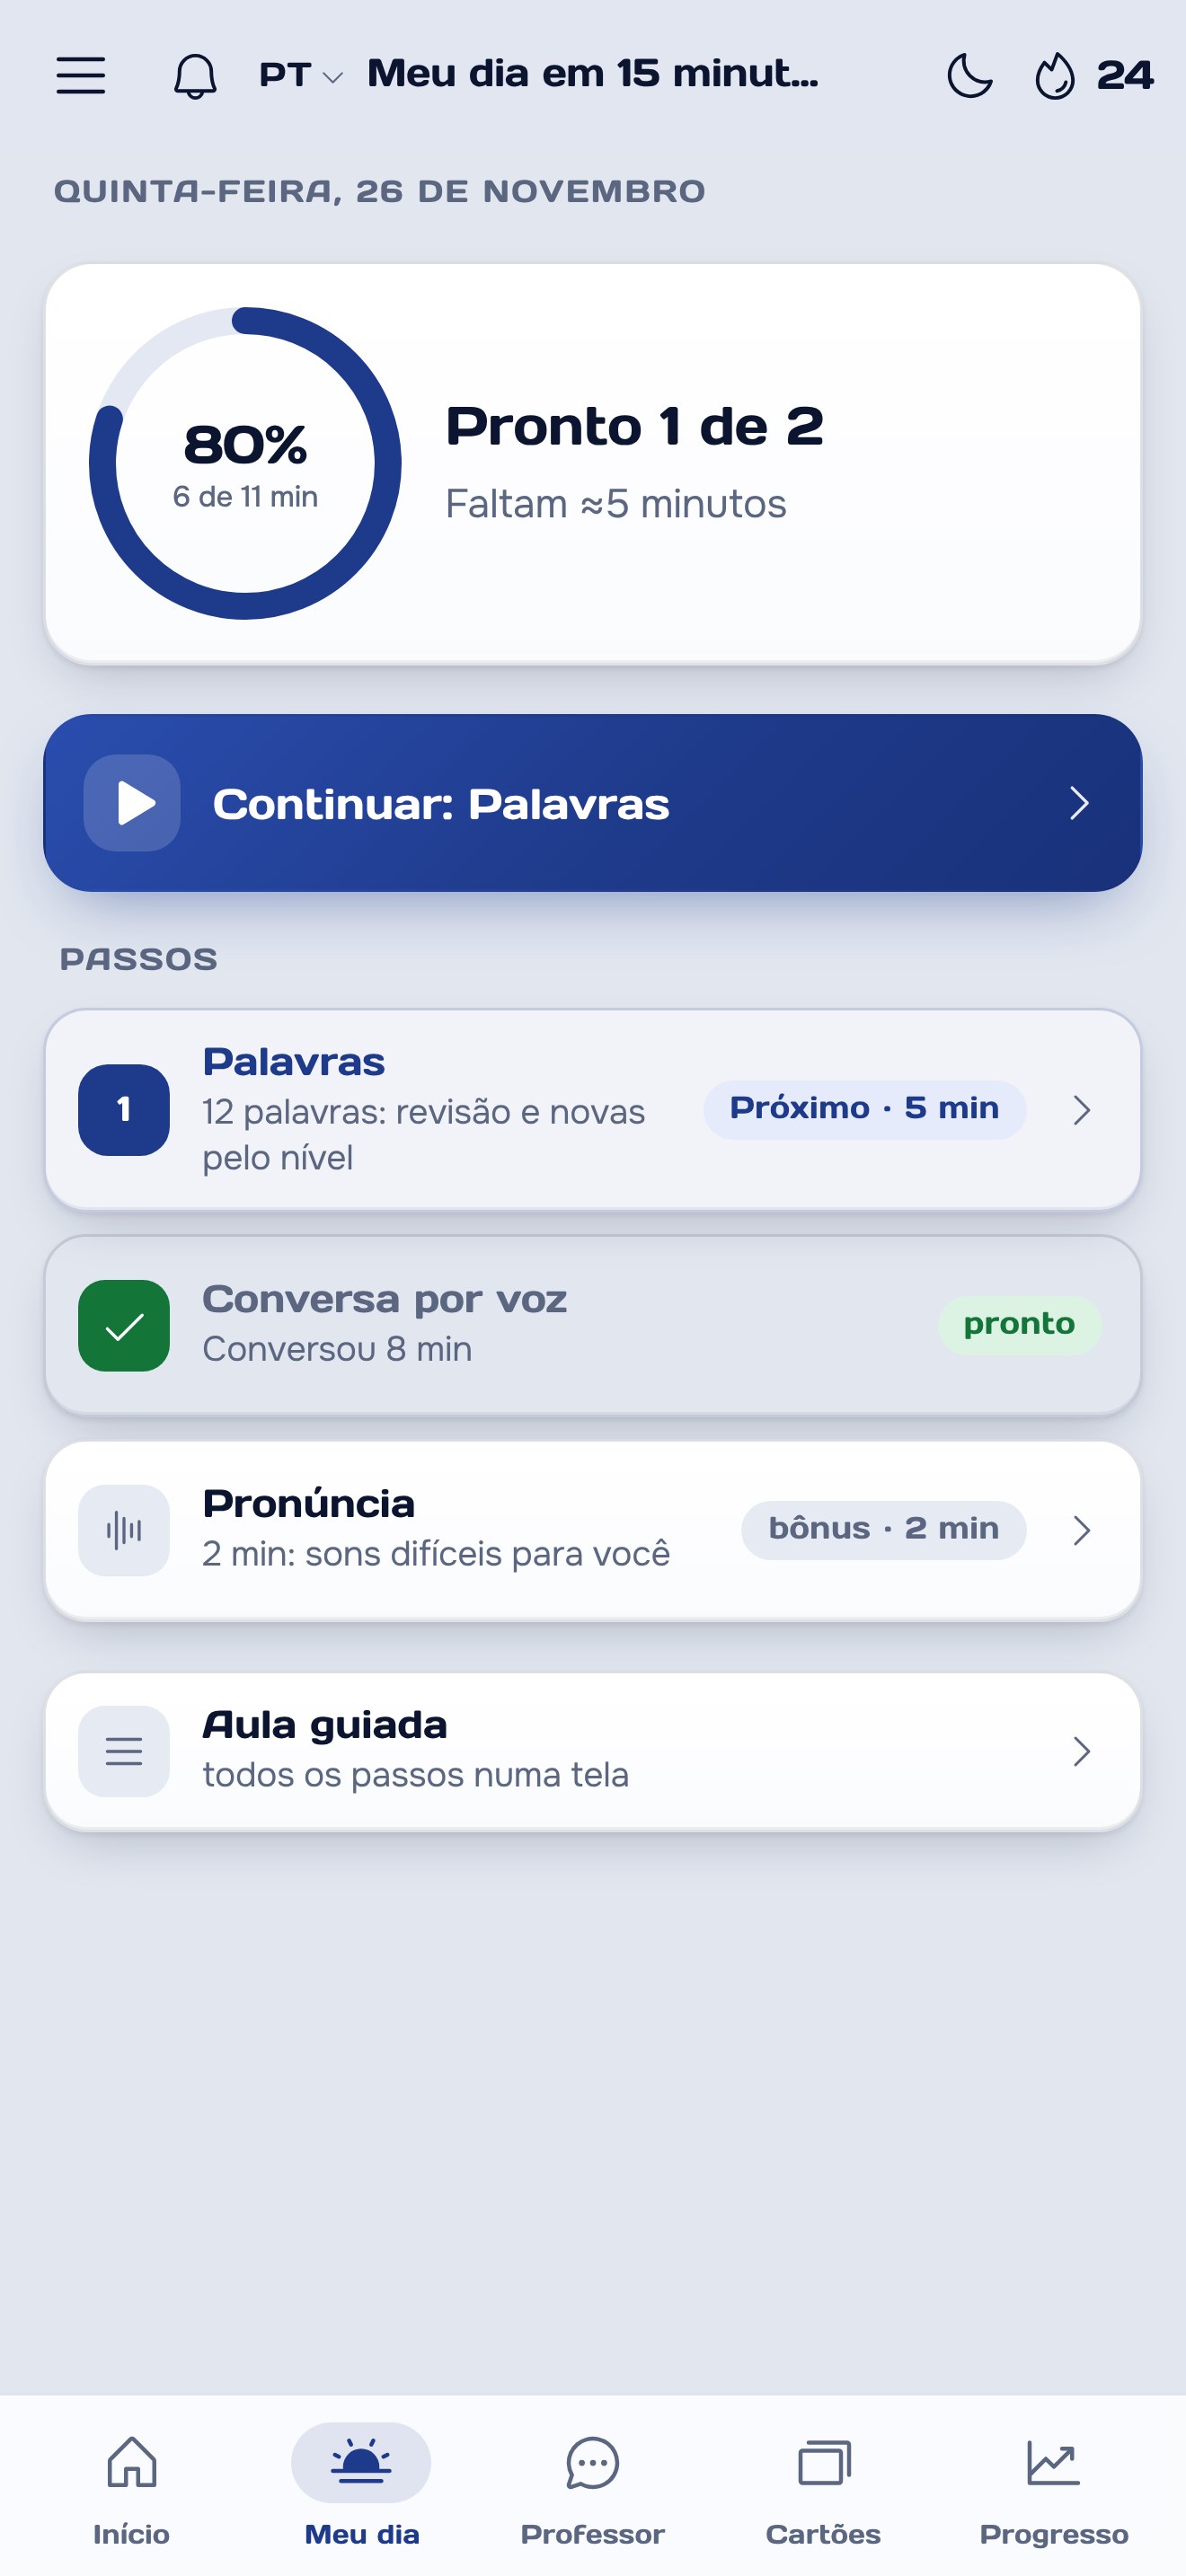 PT Meu dia em 15 minut... 24
QUINTA-FEIRA, 26 DE NOVEMBRO
80%
6 de 11 min
Pronto 1 de 2
Faltam ≈5 minutos
Continuar: Palavras
PASSOS
1
Palavras
12 palavras: revisão e novas
pelo nível
Próximo · 5 min
Conversa por voz
Conversou 8 min
pronto
Pronúncia
2 min: sons difíceis para você
bônus · 2 min
Aula guiada
todos os passos numa tela
Início Meu dia Professor Cartões Progresso